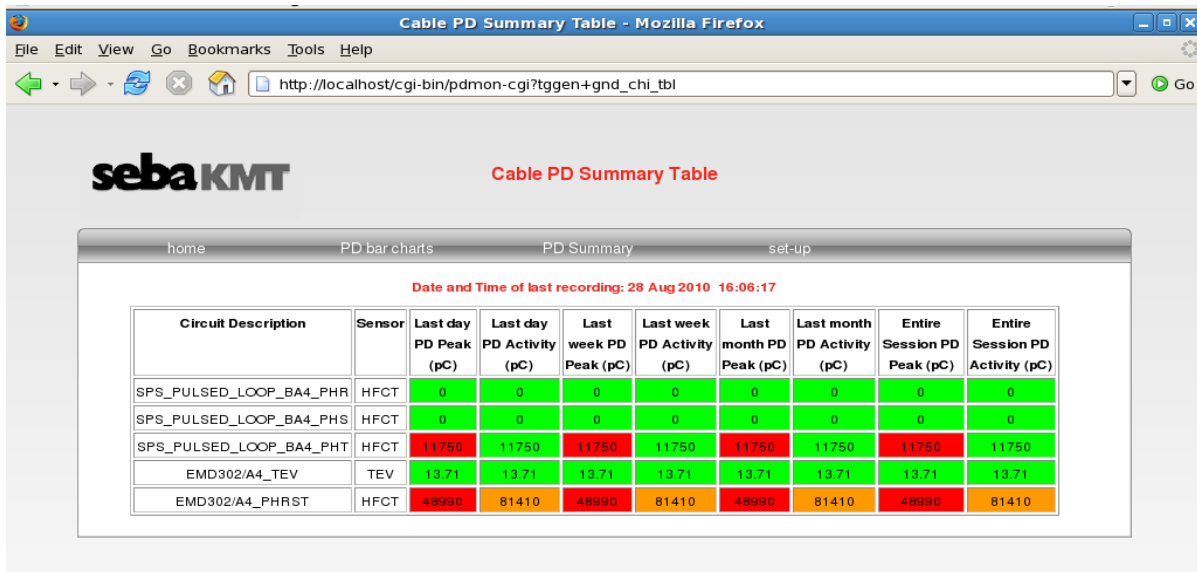 Cable PD Summary Table - Mozilla Firefox
File Edit View Go Bookmarks Tools Help
http://localhost/cgi-bin/pdmon-cgi?tggen+gnd_chi_tbl Go
seba KMT
Cable PD Summary Table
home PD bar charts PD Summary set-up
Date and Time of last recording: 28 Aug 2010 16:06:17
Circuit Description Sensor Last day PD Peak (pC) Last day PD Activity (pC) Last week PD Peak (pC) Last week PD Activity (pC) Last month PD Peak (pC) Last month PD Activity (pC) Entire Session PD Peak (pC) Entire Session PD Activity (pC)
SPS_PULSED_LOOP_BA4_PHR HFCT 0 0 0 0 0 0 0 0
SPS_PULSED_LOOP_BA4_PHS HFCT 0 0 0 0 0 0 0 0
SPS_PULSED_LOOP_BA4_PHT HFCT 11750 11750 11750 11750 11750 11750 11750 11750
EMD302/A4_TEV TEV 13.71 13.71 13.71 13.71 13.71 13.71 13.71 13.71
EMD302/A4_PHRST HFCT 48990 81410 48990 81410 48990 81410 48990 81410